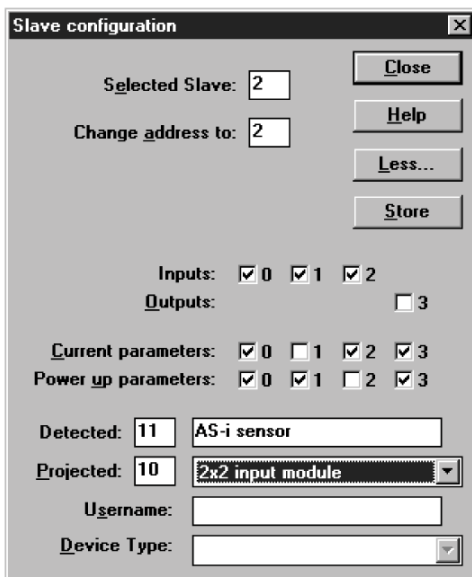 Slave configuration
Selected Slave: 2
Close
Change address to: 2
Help
Less...
Store
Inputs: 0 1 2
Outputs: 3
Current parameters: 0 1 2 3
Power up parameters: 0 1 2 3
Detected: 11 AS-i sensor
Projected: 10 2x2 input module
Username:
Device Type: